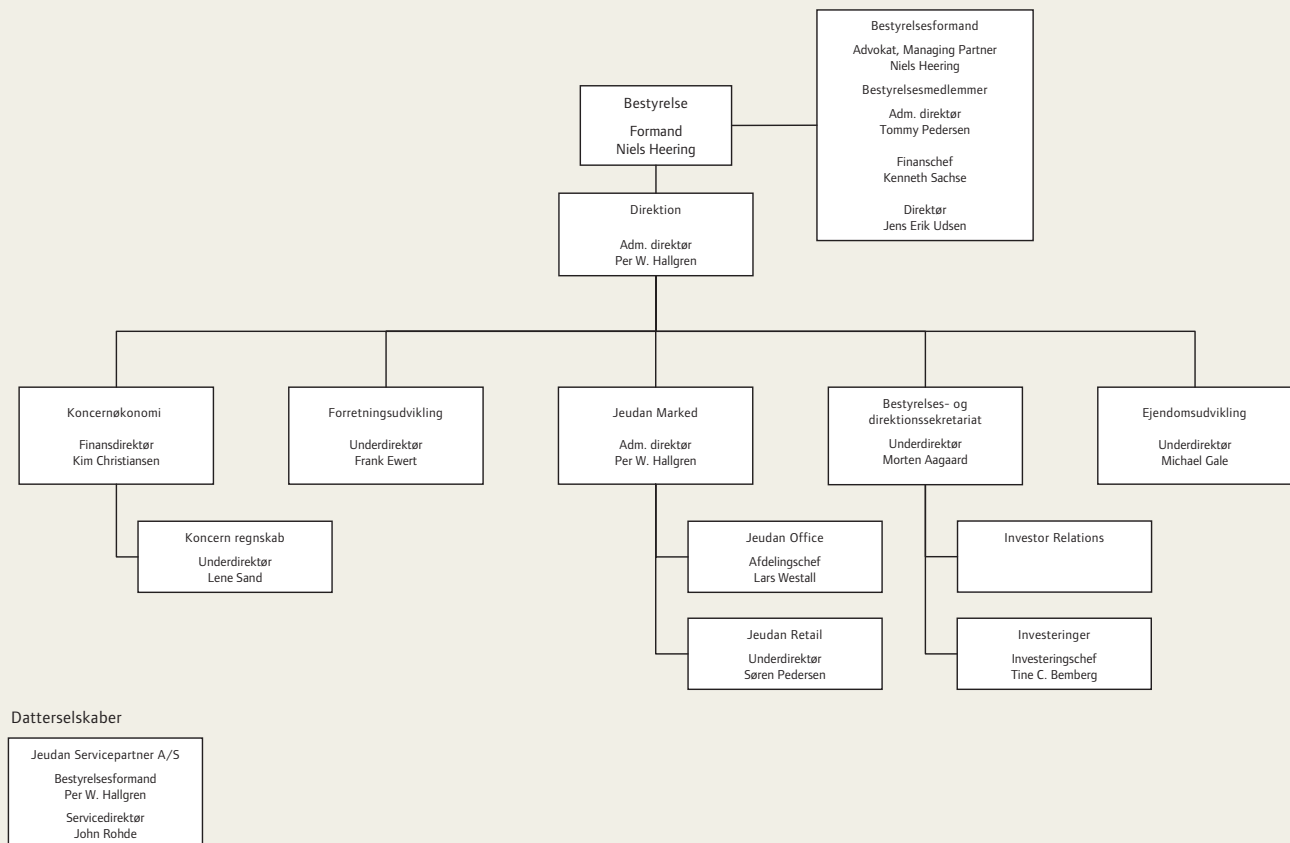 Bestyrelsesformand
Advokat, Managing Partner
Niels Heering
Bestyrelsesmedlemmer
Adm. direktør
Tommy Pedersen
Finanschef
Kenneth Sachse
Direktør
Jens Erik Udsen
Bestyrelse
Formand
Niels Heering
Direktion
Adm. direktør
Per W. Hallgren
Koncernøkonomi
Finansdirektør
Kim Christiansen
Forretningsudvikling
Underdirektør
Frank Ewert
Jeudan Marked
Adm. direktør
Per W. Hallgren
Bestyrelses- og
direktionssekretariat
Underdirektør
Morten Aagaard
Ejendomsudvikling
Underdirektør
Michael Gale
Koncern regnskab
Underdirektør
Lene Sand
Jeudan Office
Afdelingschef
Lars Westall
Investor Relations
Jeudan Retail
Underdirektør
Søren Pedersen
Investeringer
Investeringschef
Tine C. Bemberg
Datterselskaber
Jeudan Servicepartner A/S
Bestyrelsesformand
Per W. Hallgren
Servicedirektør
John Rohde